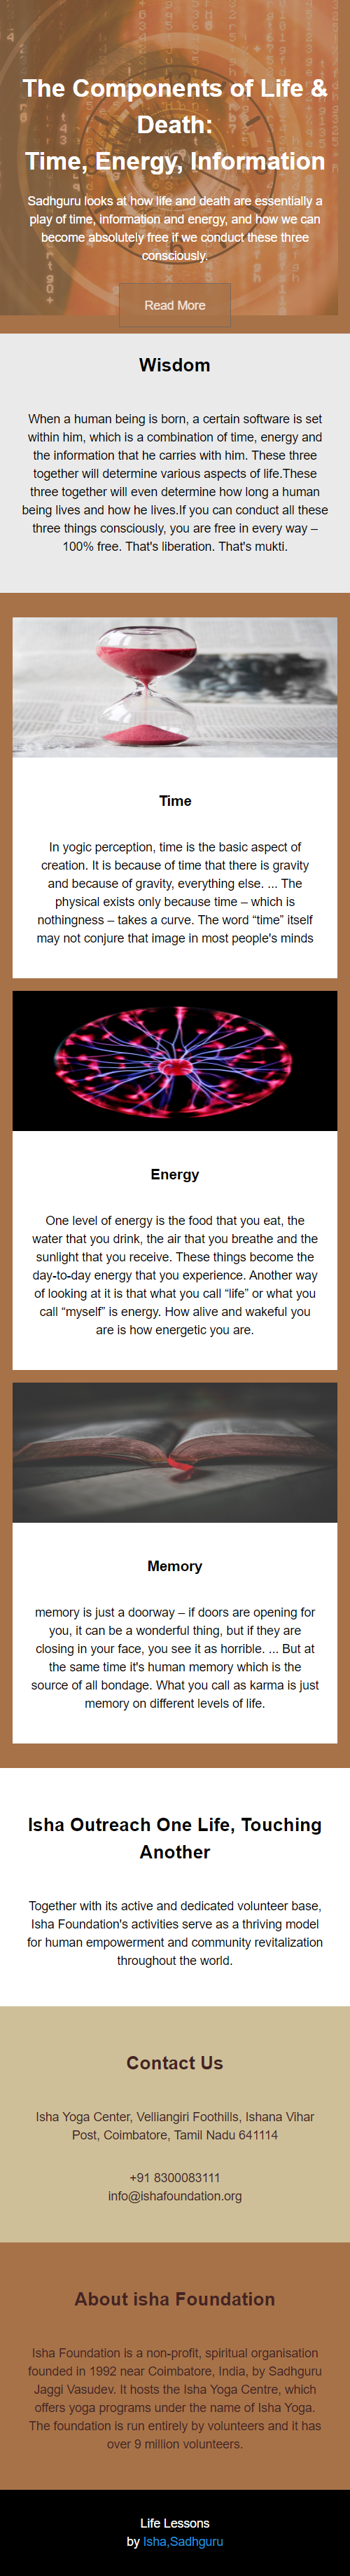 The Components of Life &
Death:
Time, Energy, Information
Sadhguru looks at how life and death are essentially a
play of time, information and energy, and how we can
become absolutely free if we conduct these three
consciously.
Read More
Wisdom
When a human being is born, a certain software is set
within him, which is a combination of time, energy and
the information that he carries with him. These three
together will determine various aspects of life.These
three together will even determine how long a human
being lives and how he lives.If you can conduct all these
three things consciously, you are free in every way –
100% free. That's liberation. That's mukti.
Time
In yogic perception, time is the basic aspect of
creation. It is because of time that there is gravity
and because of gravity, everything else. ... The
physical exists only because time – which is
nothingness – takes a curve. The word “time” itself
may not conjure that image in most people's minds
Energy
One level of energy is the food that you eat, the
water that you drink, the air that you breathe and the
sunlight that you receive. These things become the
day-to-day energy that you experience. Another way
of looking at it is that what you call “life” or what you
call “myself” is energy. How alive and wakeful you
are is how energetic you are.
Memory
memory is just a doorway – if doors are opening for
you, it can be a wonderful thing, but if they are
closing in your face, you see it as horrible. ... But at
the same time it's human memory which is the
source of all bondage. What you call as karma is just
memory on different levels of life.
Isha Outreach One Life, Touching
Another
Together with its active and dedicated volunteer base,
Isha Foundation's activities serve as a thriving model
for human empowerment and community revitalization
throughout the world.
Contact Us
Isha Yoga Center, Velliangiri Foothills, Ishana Vihar
Post, Coimbatore, Tamil Nadu 641114
+91 8300083111
info@ishafoundation.org
About isha Foundation
Isha Foundation is a non-profit, spiritual organisation
founded in 1992 near Coimbatore, India, by Sadhguru
Jaggi Vasudev. It hosts the Isha Yoga Centre, which
offers yoga programs under the name of Isha Yoga.
The foundation is run entirely by volunteers and it has
over 9 million volunteers.
Life Lessons
by Isha,Sadhguru